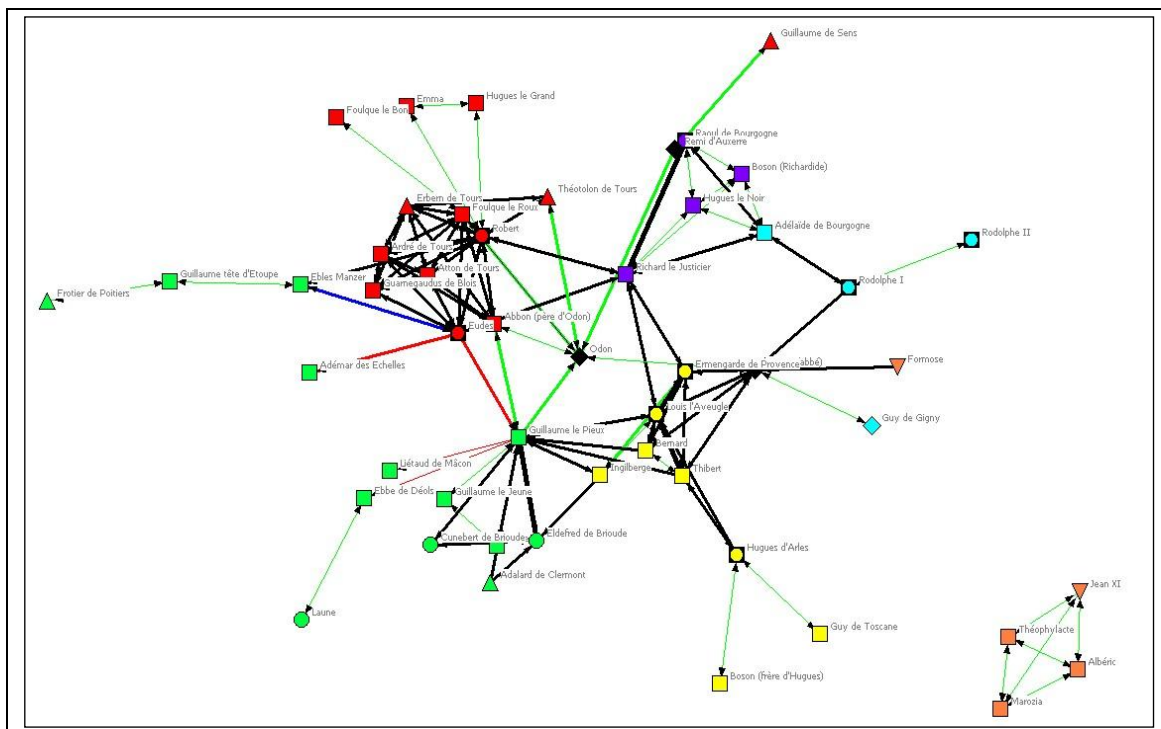 Guillaume de Sens
Emma
Hugues le Grand
Foulque le Bon
Raoul de Bourgogne
Remi d'Auxerre
Boson (Richardide)
Théotolon de Tours
Erbern de Tours
Foulque le Roux
Hugues le Noir
Robert
Adélaïde de Bourgogne
Rodolphe II
Ardré de Tours
Atton de Tours
Richard le Justicier
Guillaume tête d'Etoupe
Ebles Manzer
Guarnegaudus de Blois
Rodolphe I
Frotier de Poitiers
Abbon (père d'Odon)
Eudes
Odon
Ermengarde de Provence
abbé)
Formose
Adémar des Echelles
Louis l'Aveugle
Guy de Gigny
Guillaume le Pieux
Bernard
Liétaud de Mâcon
Ingilberge
Thibert
Ebbe de Déols
Guillaume le Jeune
Cunebert de Brioude
Eldefred de Brioude
Hugues d'Arles
Adalard de Clermont
Jean XI
Laune
Guy de Toscane
Théophylacte
Albéric
Boson (frère d'Hugues)
Marozia